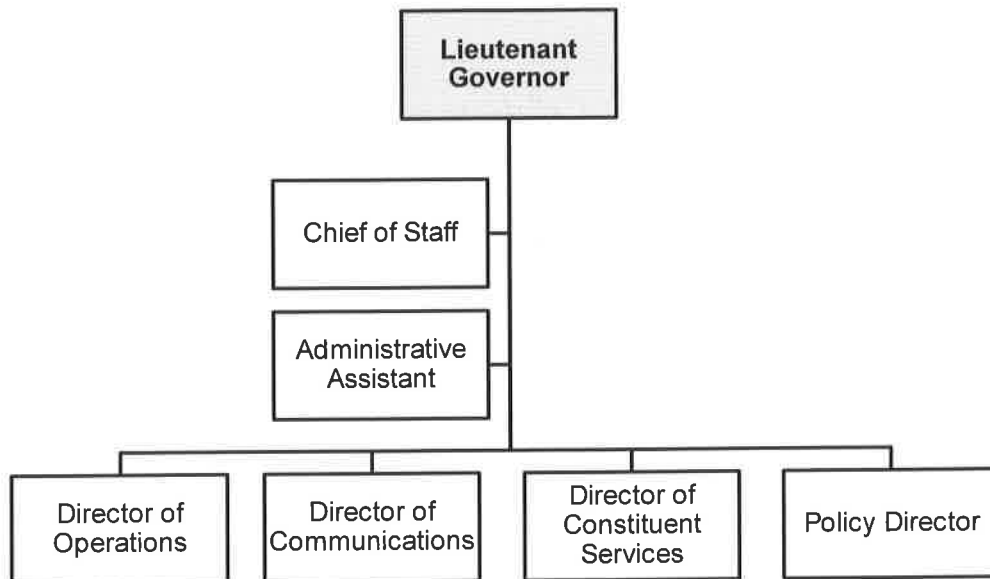 Lieutenant
Governor
Chief of Staff
Administrative
Assistant
Director of
Operations
Director of
Communications
Director of
Constituent
Services
Policy Director